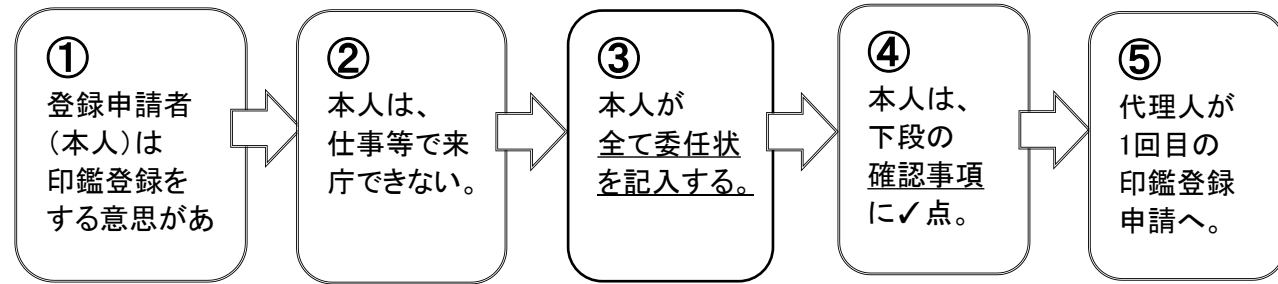 ①
登録申請者
（本人）は
印鑑登録を
する意思があ
②
本人は、
仕事等で来
庁できない。
③
本人が
全て委任状
を記入する。
④
本人は、
下段の
確認事項
に✓点。
⑤
代理人が
1回目の
印鑑登録
申請へ。